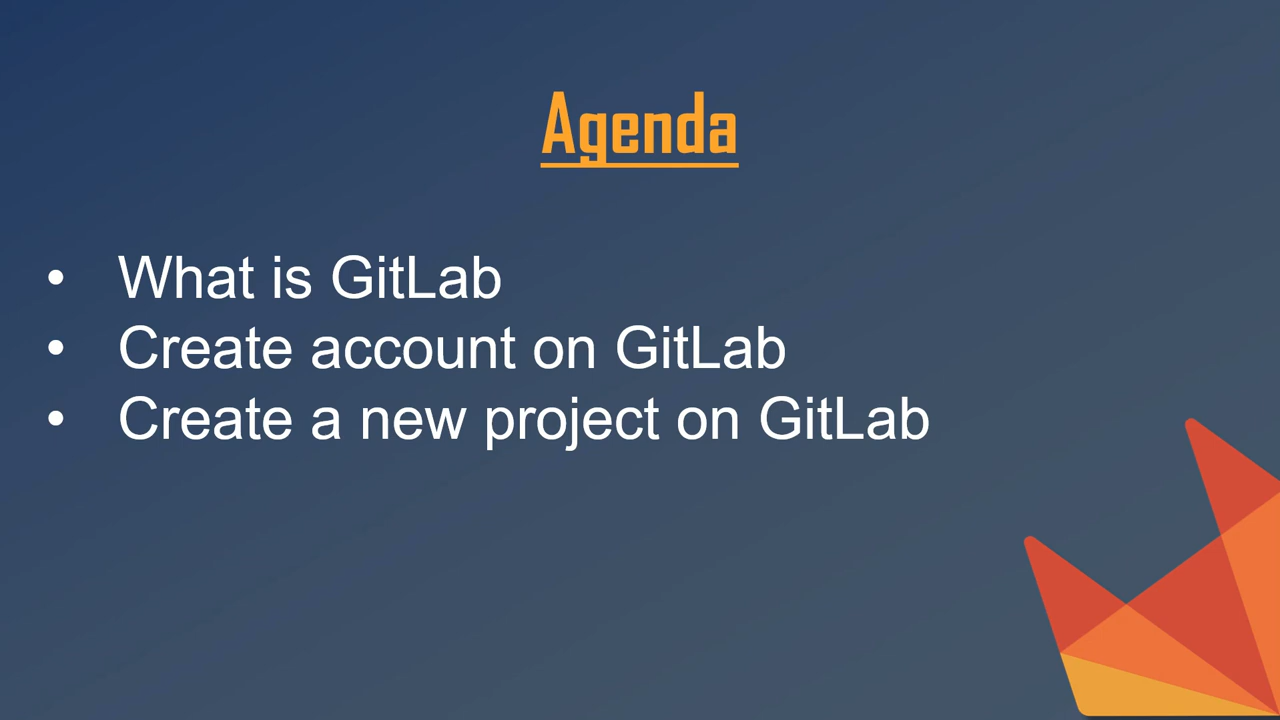 Agenda
• What is GitLab
• Create account on GitLab
• Create a new project on GitLab